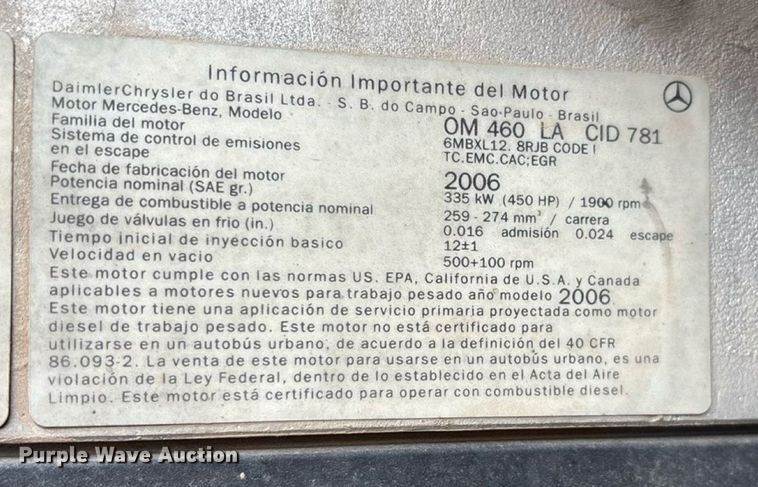 Información Importante del Motor
DaimlerChrysler do Brasil Ltda. - S. B. do Campo - Sao-Paulo - Brasil
Motor Mercedes-Benz, Modelo OM 460 LA CID 781
Familia del motor 6MBXL12. 8RJB CODE I
Sistema de control de emisiones
en el escape TC.EMC.CAC;EGR
Fecha de fabricación del motor 2006
Potencia nominal (SAE gr.) 335 kW (450 HP) / 1900 rpm
Entrega de combustible a potencia nominal 259 - 274 mm³ / carrera
Juego de válvulas en frio (in.) 0.016 admisión 0.024 escape
Tiempo inicial de inyección basico 12±1
Velocidad en vacio 500+100 rpm
Este motor cumple con las normas US. EPA, California de U.S.A. y Canada
aplicables a motores nuevos para trabajo pesado año modelo 2006
Este motor tiene una aplicación de servicio primaria proyectada como motor
diesel de trabajo pesado. Este motor no está certificado para
utilizarse en un autobús urbano, de acuerdo a la definición del 40 CFR
86.093-2. La venta de este motor para usarse en un autobús urbano, es una
violación de la Ley Federal, dentro de lo establecido en el Acta del Aire
Limpio. Este motor está certificado para operar con combustible diesel.
Purple Wave Auction